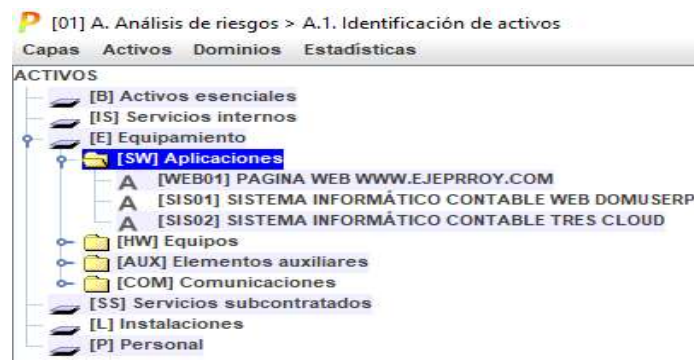 [01] A. Análisis de riesgos > A.1. Identificación de activos
Capas Activos Dominios Estadísticas
ACTIVOS
[B] Activos esenciales
[IS] Servicios internos
[E] Equipamiento
[SW] Aplicaciones
A [WEB01] PAGINA WEB WWW.EJEPRROY.COM
A [SIS01] SISTEMA INFORMÁTICO CONTABLE WEB DOMUSERP
A [SIS02] SISTEMA INFORMÁTICO CONTABLE TRES CLOUD
[HW] Equipos
[AUX] Elementos auxiliares
[COM] Comunicaciones
[SS] Servicios subcontratados
[L] Instalaciones
[P] Personal